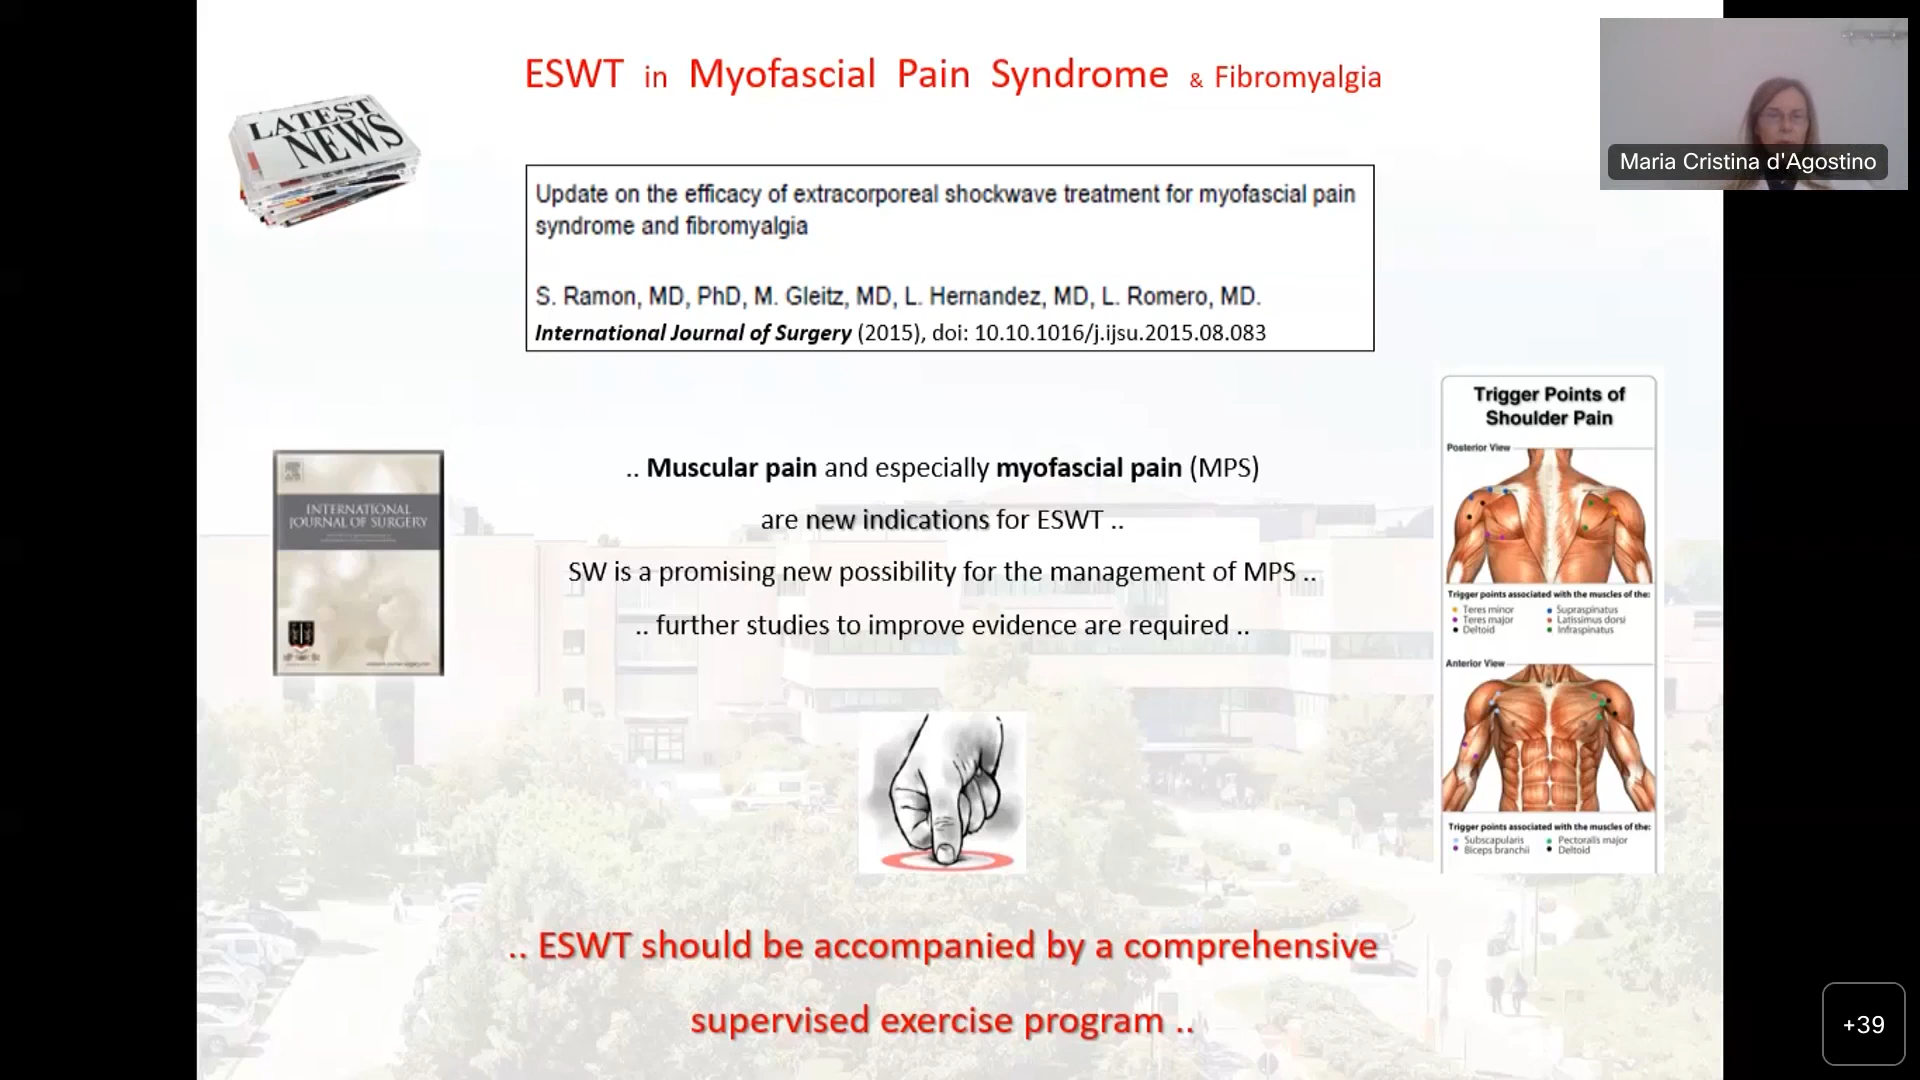 ESWT in Myofascial Pain Syndrome & Fibromyalgia
LATEST
NEWS
Maria Cristina d'Agostino
Update on the efficacy of extracorporeal shockwave treatment for myofascial pain
syndrome and fibromyalgia
S. Ramon, MD, PhD, M. Gleitz, MD, L. Hernandez, MD, L. Romero, MD.
International Journal of Surgery (2015), doi: 10.10.1016/j.ijsu.2015.08.083
INTERNATIONAL
JOURNAL OF SURGERY
.. Muscular pain and especially myofascial pain (MPS)
are new indications for ESWT ..
SW is a promising new possibility for the management of MPS ..
.. further studies to improve evidence are required ..
Trigger Points of
Shoulder Pain
Posterior View
Trigger points associated with the muscles of the:
Teres minor
Teres major
Deltoid
Supraspinatus
Latissimus dorsi
Infraspinatus
Anterior View
Trigger points associated with the muscles of the:
Subscapularis
Biceps branchii
Pectoralis major
Deltoid
.. ESWT should be accompanied by a comprehensive
supervised exercise program ..
+39